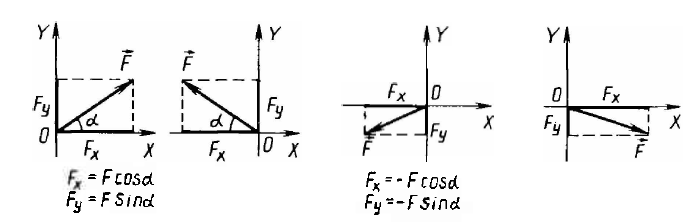 Y
F⃗
Fy
α
0
Fx
X
Fx = F cosα
Fy = F sinα
F⃗
Y
Fy
α
Fx
0
X
Y
Fx
0
X
Fy
F⃗
Fx = -F cosα
Fy = -F sinα
Y
0
Fx
Fy
X
F⃗